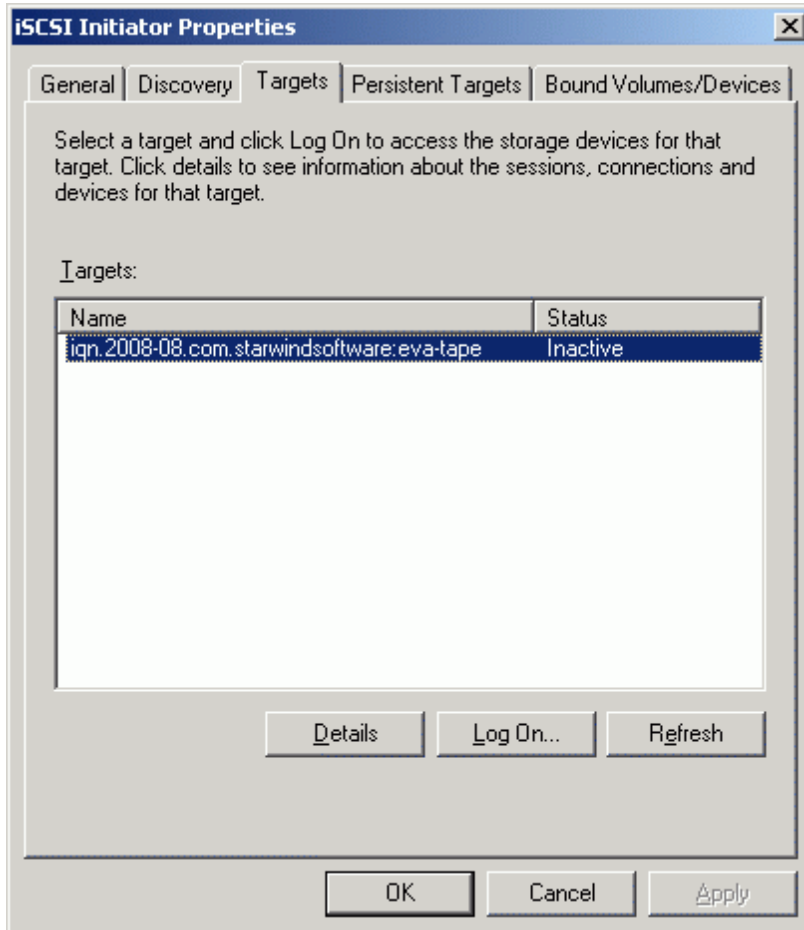 iSCSI Initiator Properties
General Discovery Targets Persistent Targets Bound Volumes/Devices
Select a target and click Log On to access the storage devices for that
target. Click details to see information about the sessions, connections and
devices for that target.
Targets:
Name Status
iqn.2008-08.com.starwindsoftware:eva-tape Inactive
Details Log On... Refresh
OK Cancel Apply